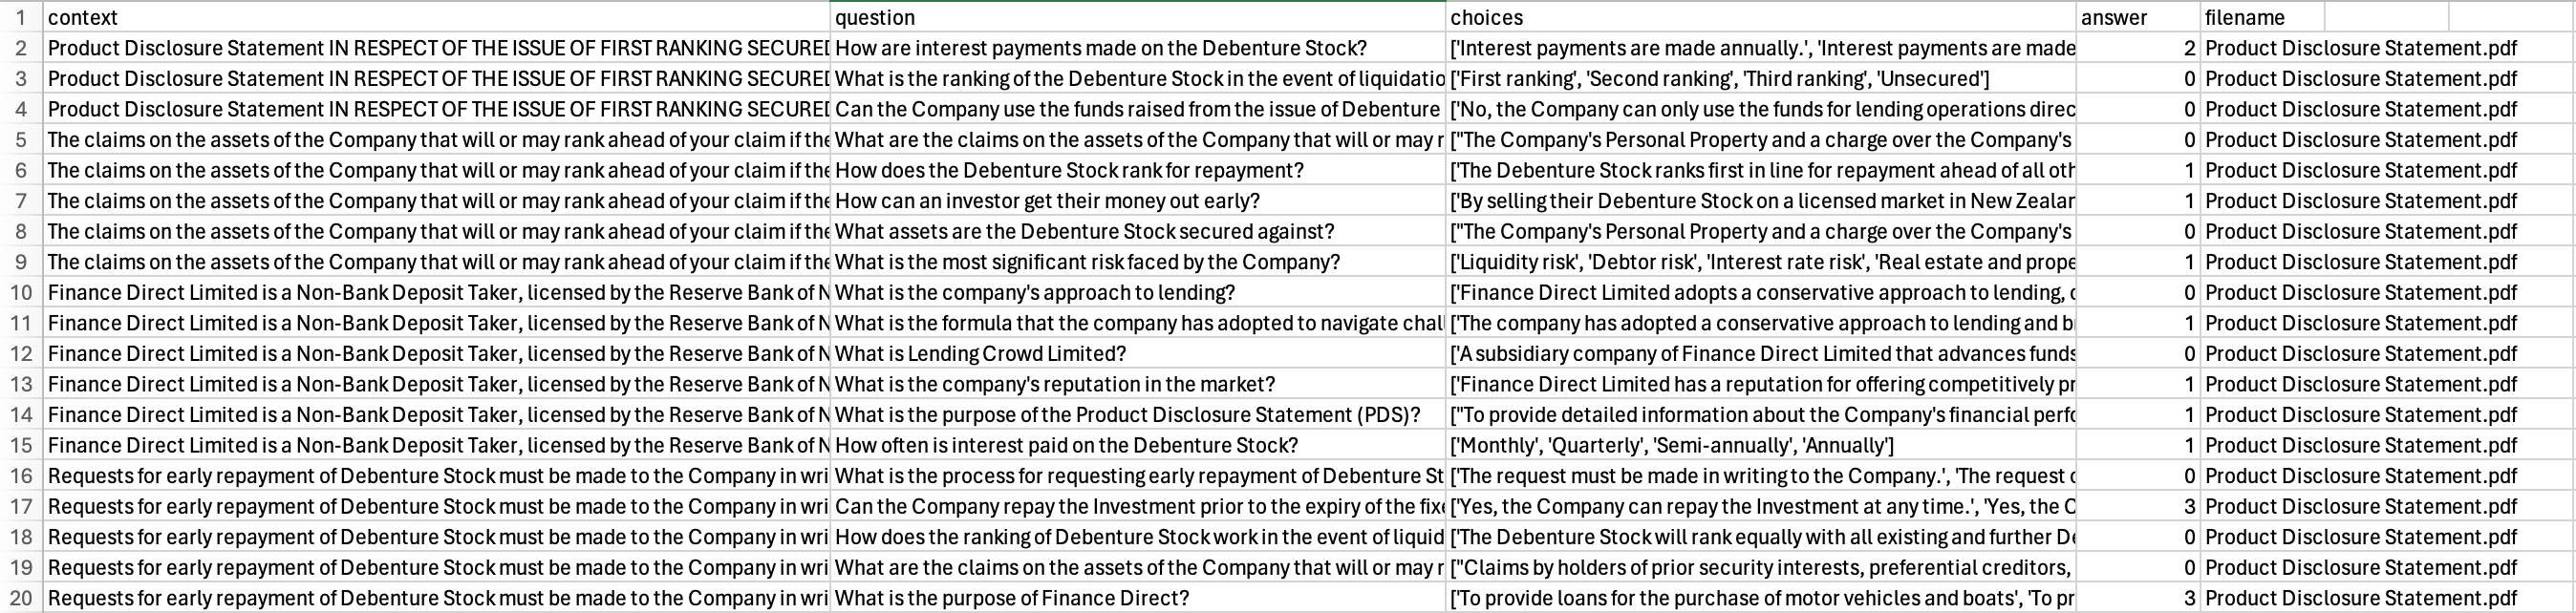 1 context question choices answer filename
2 Product Disclosure Statement IN RESPECT OF THE ISSUE OF FIRST RANKING SECURED How are interest payments made on the Debenture Stock? ['Interest payments are made annually.', 'Interest payments are made 2 Product Disclosure Statement.pdf
3 Product Disclosure Statement IN RESPECT OF THE ISSUE OF FIRST RANKING SECURED What is the ranking of the Debenture Stock in the event of liquidatio ['First ranking', 'Second ranking', 'Third ranking', 'Unsecured'] 0 Product Disclosure Statement.pdf
4 Product Disclosure Statement IN RESPECT OF THE ISSUE OF FIRST RANKING SECURED Can the Company use the funds raised from the issue of Debenture ['No, the Company can only use the funds for lending operations direc 0 Product Disclosure Statement.pdf
5 The claims on the assets of the Company that will or may rank ahead of your claim if the What are the claims on the assets of the Company that will or may r ["The Company's Personal Property and a charge over the Company's 0 Product Disclosure Statement.pdf
6 The claims on the assets of the Company that will or may rank ahead of your claim if the How does the Debenture Stock rank for repayment? ['The Debenture Stock ranks first in line for repayment ahead of all oth 1 Product Disclosure Statement.pdf
7 The claims on the assets of the Company that will or may rank ahead of your claim if the How can an investor get their money out early? ['By selling their Debenture Stock on a licensed market in New Zealan 1 Product Disclosure Statement.pdf
8 The claims on the assets of the Company that will or may rank ahead of your claim if the What assets are the Debenture Stock secured against? ["The Company's Personal Property and a charge over the Company's 0 Product Disclosure Statement.pdf
9 The claims on the assets of the Company that will or may rank ahead of your claim if the What is the most significant risk faced by the Company? ['Liquidity risk', 'Debtor risk', 'Interest rate risk', 'Real estate and prope 1 Product Disclosure Statement.pdf
10 Finance Direct Limited is a Non-Bank Deposit Taker, licensed by the Reserve Bank of N What is the company's approach to lending? ['Finance Direct Limited adopts a conservative approach to lending, 0 Product Disclosure Statement.pdf
11 Finance Direct Limited is a Non-Bank Deposit Taker, licensed by the Reserve Bank of N What is the formula that the company has adopted to navigate chal ['The company has adopted a conservative approach to lending and b 1 Product Disclosure Statement.pdf
12 Finance Direct Limited is a Non-Bank Deposit Taker, licensed by the Reserve Bank of N What is Lending Crowd Limited? ['A subsidiary company of Finance Direct Limited that advances funds 0 Product Disclosure Statement.pdf
13 Finance Direct Limited is a Non-Bank Deposit Taker, licensed by the Reserve Bank of N What is the company's reputation in the market? ['Finance Direct Limited has a reputation for offering competitively pr 1 Product Disclosure Statement.pdf
14 Finance Direct Limited is a Non-Bank Deposit Taker, licensed by the Reserve Bank of N What is the purpose of the Product Disclosure Statement (PDS)? ["To provide detailed information about the Company's financial perfo 1 Product Disclosure Statement.pdf
15 Finance Direct Limited is a Non-Bank Deposit Taker, licensed by the Reserve Bank of N How often is interest paid on the Debenture Stock? ['Monthly', 'Quarterly', 'Semi-annually', 'Annually'] 1 Product Disclosure Statement.pdf
16 Requests for early repayment of Debenture Stock must be made to the Company in wri What is the process for requesting early repayment of Debenture St ['The request must be made in writing to the Company.', 'The request 0 Product Disclosure Statement.pdf
17 Requests for early repayment of Debenture Stock must be made to the Company in wri Can the Company repay the Investment prior to the expiry of the fixe ['Yes, the Company can repay the Investment at any time.', 'Yes, the C 3 Product Disclosure Statement.pdf
18 Requests for early repayment of Debenture Stock must be made to the Company in wri How does the ranking of Debenture Stock work in the event of liquid ['The Debenture Stock will rank equally with all existing and further De 0 Product Disclosure Statement.pdf
19 Requests for early repayment of Debenture Stock must be made to the Company in wri What are the claims on the assets of the Company that will or may r ["Claims by holders of prior security interests, preferential creditors, 0 Product Disclosure Statement.pdf
20 Requests for early repayment of Debenture Stock must be made to the Company in wri What is the purpose of Finance Direct? ['To provide loans for the purchase of motor vehicles and boats', 'To pr 3 Product Disclosure Statement.pdf